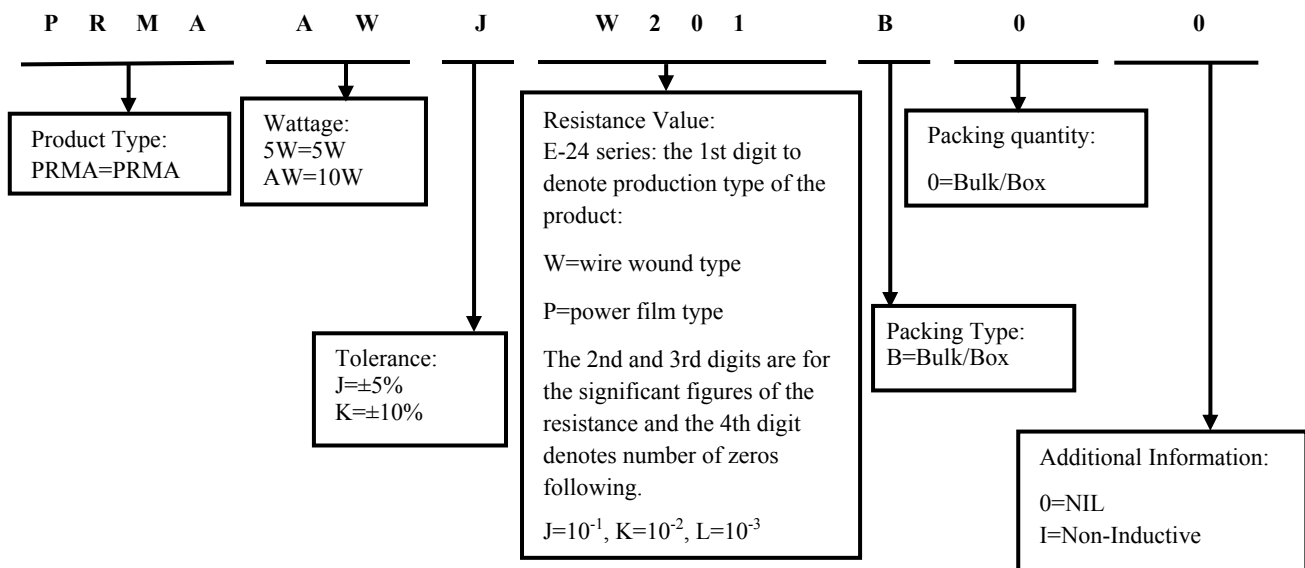 P R M A A W J W 2 0 1 B 0 0
Product Type:
PRMA=PRMA
Wattage:
5W=5W
AW=10W
Tolerance:
J=±5%
K=±10%
Resistance Value:
E-24 series: the 1st digit to
denote production type of the
product:
W=wire wound type
P=power film type
The 2nd and 3rd digits are for
the significant figures of the
resistance and the 4th digit
denotes number of zeros
following.
J=10⁻¹, K=10⁻², L=10⁻³
Packing Type:
B=Bulk/Box
Packing quantity:
0=Bulk/Box
Additional Information:
0=NIL
I=Non-Inductive